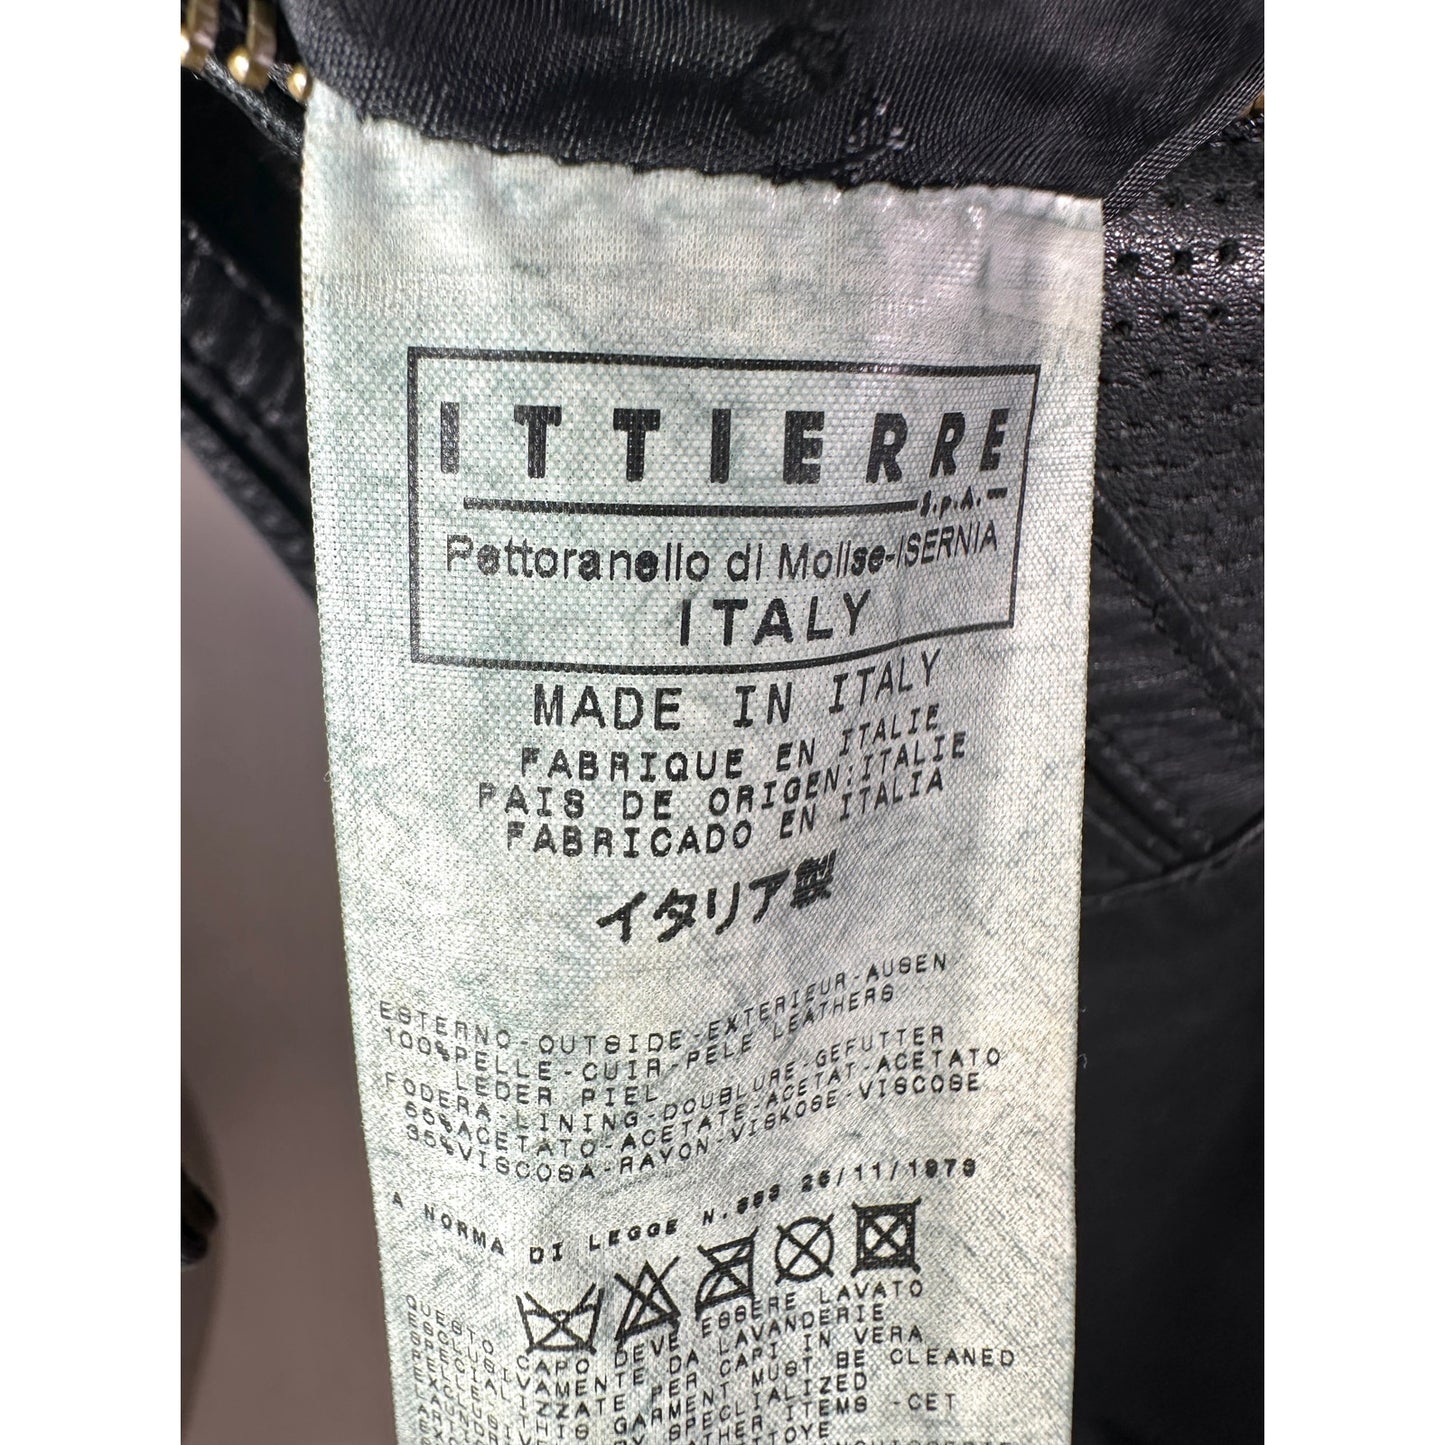 ITTIERRE
S.p.A.
Pettoranello di Molise-ISERNIA
ITALY
MADE IN ITALY
FABRIQUE EN ITALIE
PAIS DE ORIGEN:ITALIE
FABRICADO EN ITALIA
イタリア製
ESTERNO-OUTSIDE-EXTERIEUR-AUSEN
100%PELLE-CUIR-PELE LEATHERS
LEDER PIEL
FODERA-LINING-DOUBLURE-GEFUTTER
65%ACETATO-ACETATE-ACETAT-ACETATO
35%VISCOSA-RAYON-VISKOSE-VISCOSE
A NORMA DI LEGGE N.883 26/11/1973
QUESTO CAPO DEVE ESSERE LAVATO
DA LAVANDERIE
PER CAPI IN VERA
THIS GARMENT MUST BE CLEANED
BY SPECIALIZED
LEATHER ITEMS -CET